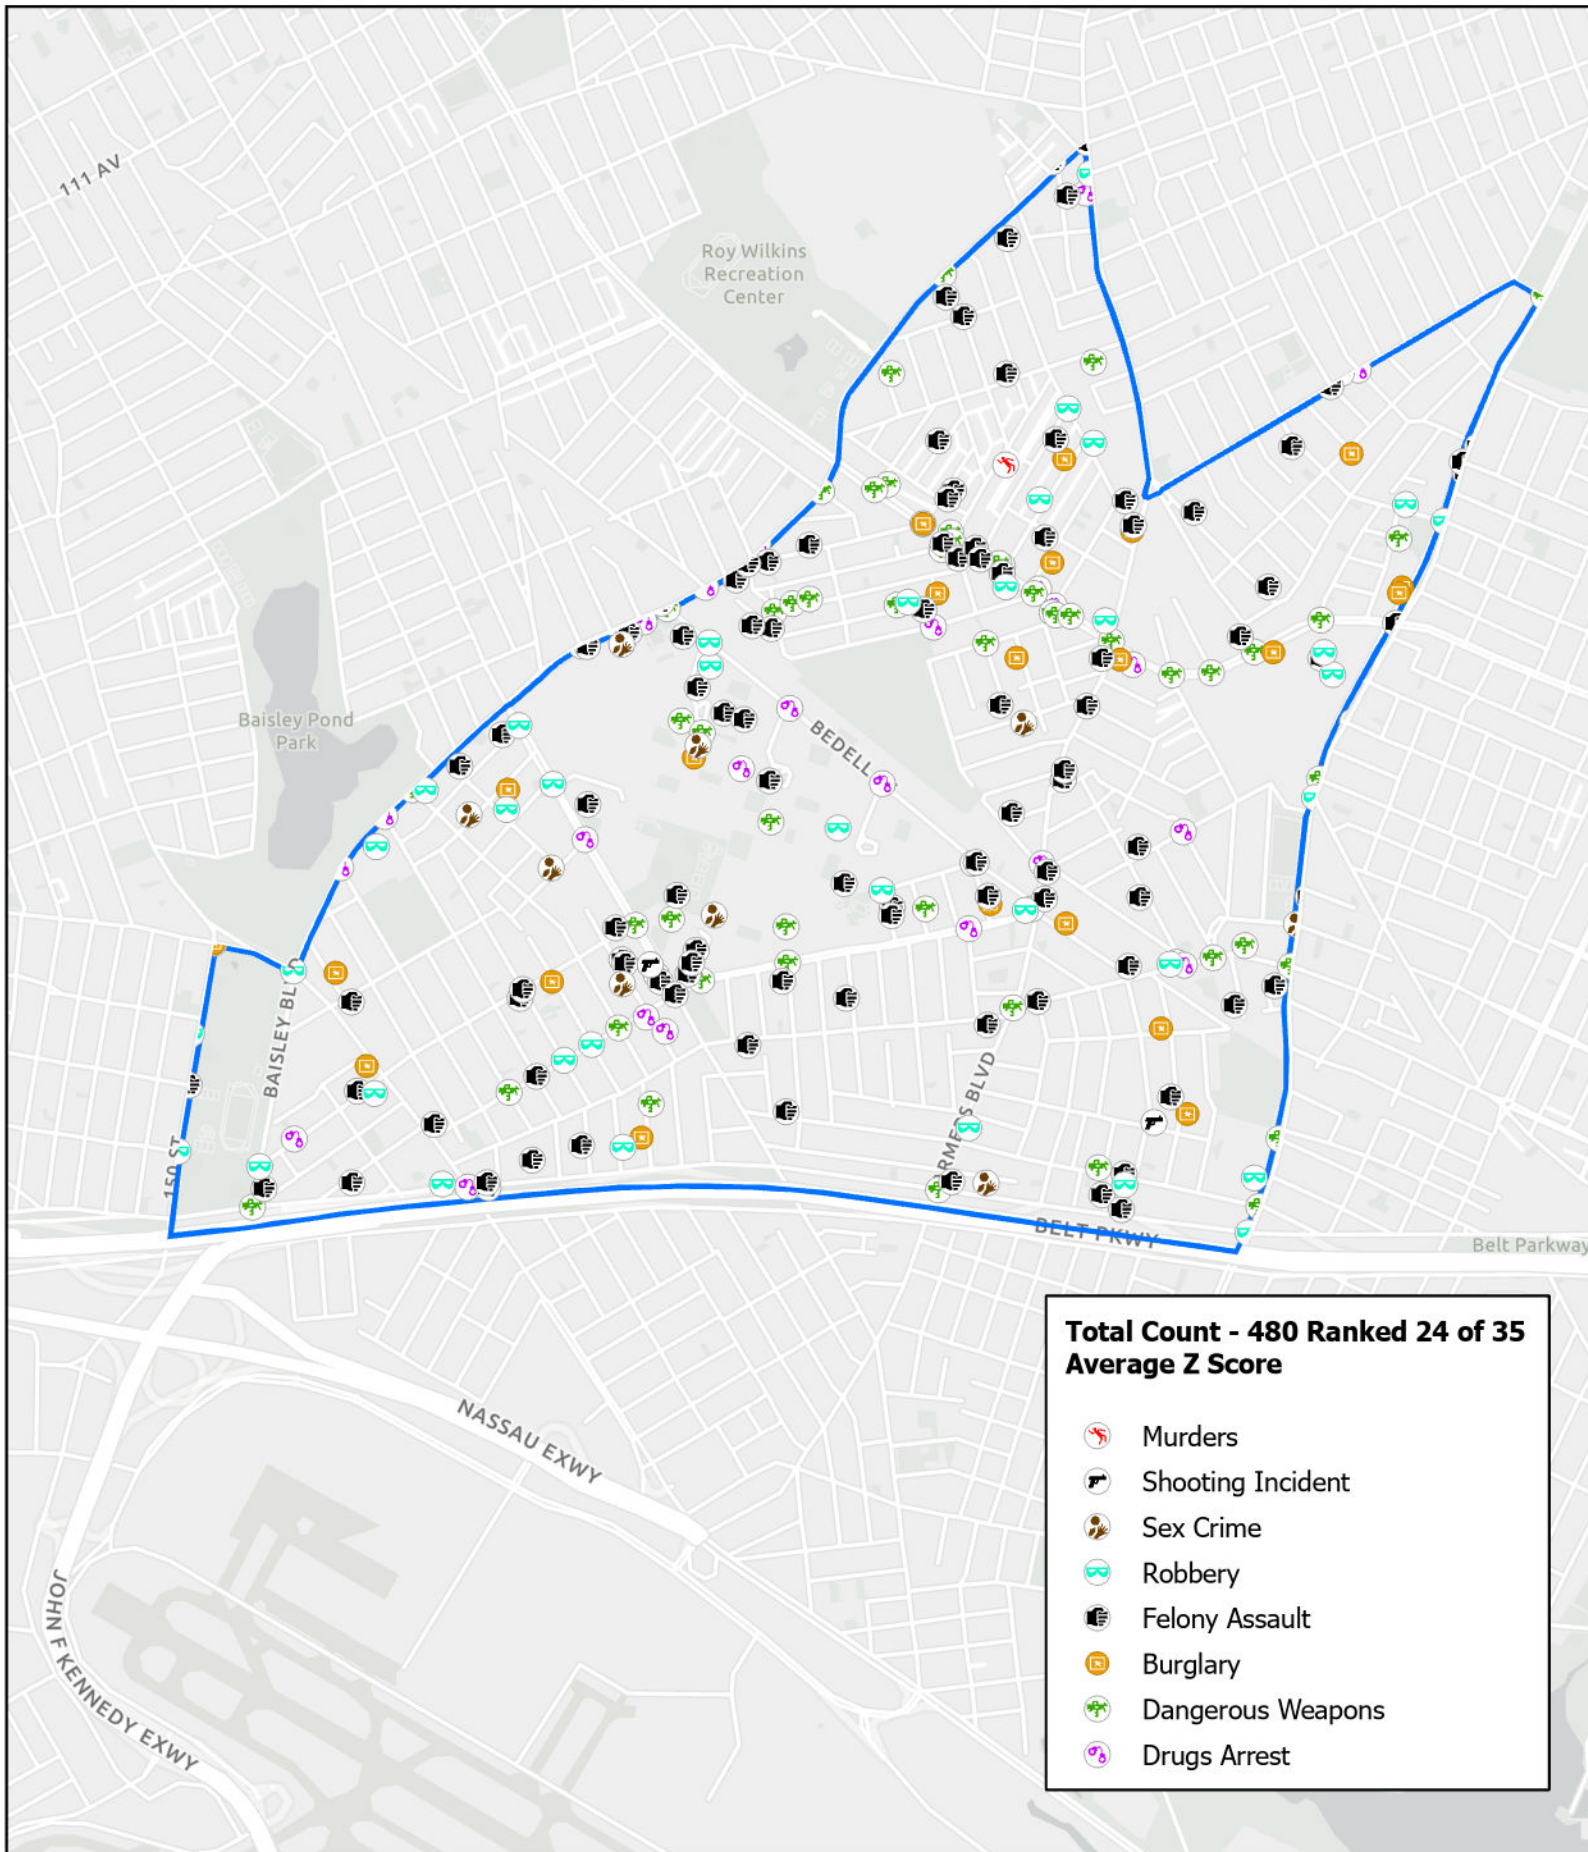 111 AV
Roy Wilkins
Recreation
Center
Baisley Pond
Park
BEDELL
BAISLEY BLVD
150 ST
BLVD
BELT PKWY
Belt Parkway
NASSAU EXWY
JOHN F KENNEDY EXWY
Total Count - 480 Ranked 24 of 35
Average Z Score
Murders
Shooting Incident
Sex Crime
Robbery
Felony Assault
Burglary
Dangerous Weapons
Drugs Arrest